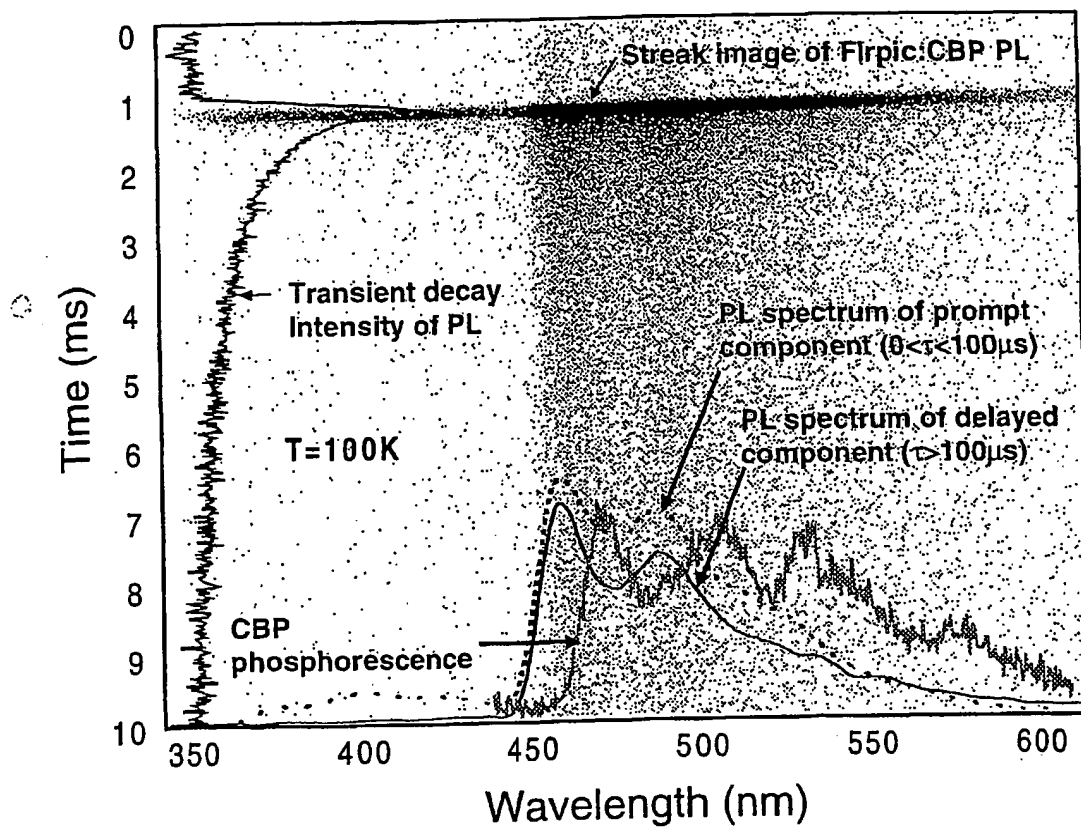 0
1
2
3
4
5
6
7
8
9
10
Time (ms)
Streak image of Firpic:CBP PL
Transient decay
Intensity of PL
T=100K
PL spectrum of prompt
component (0<τ<100μs)
PL spectrum of delayed
component (τ>100μs)
CBP
phosphorescence
350 400 450 500 550 600
Wavelength (nm)